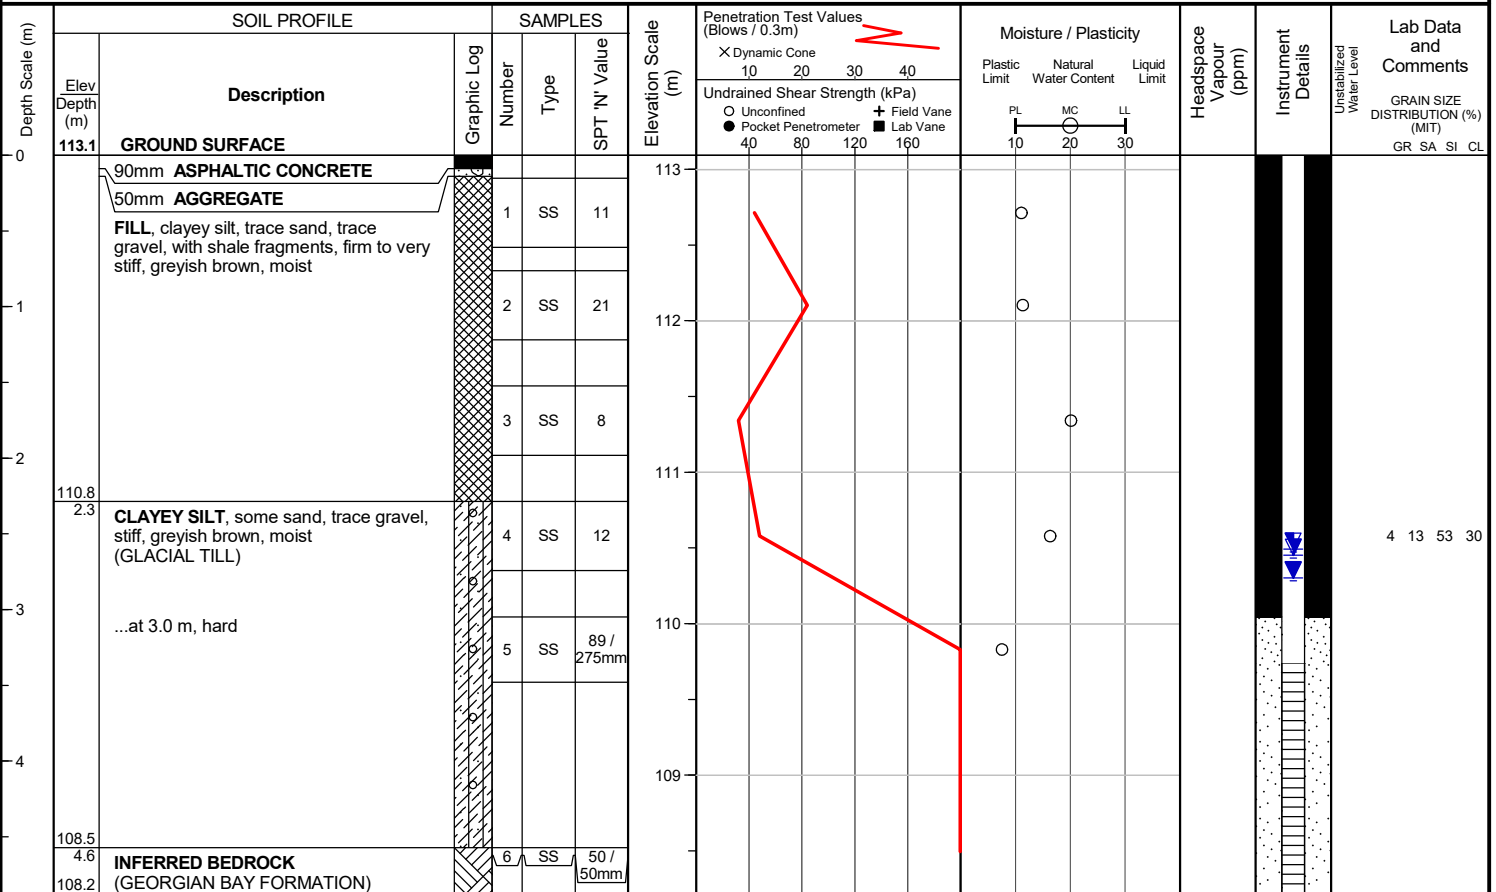 SOIL PROFILE
SAMPLES
Depth Scale (m)
Elev
Depth
(m)
Description
Graphic Log
Number
Type
SPT 'N' Value
Elevation Scale
(m)
Penetration Test Values
(Blows / 0.3m)
Dynamic Cone
10 20 30 40
Undrained Shear Strength (kPa)
Unconfined
Field Vane
Pocket Penetrometer
Lab Vane
40 80 120 160
Moisture / Plasticity
Plastic
Limit
Natural
Water Content
Liquid
Limit
PL MC LL
10 20 30
Headspace
Vapour
(ppm)
Instrument
Details
Unstabilized
Water Level
Lab Data
and
Comments
GRAIN SIZE
DISTRIBUTION (%)
(MIT)
GR SA SI CL
113.1 GROUND SURFACE
0
90mm ASPHALTIC CONCRETE
50mm AGGREGATE
FILL, clayey silt, trace sand, trace
gravel, with shale fragments, firm to very
stiff, greyish brown, moist
113
1 SS 11
1
2 SS 21
112
3 SS 8
2
111
110.8
2.3
CLAYEY SILT, some sand, trace gravel,
stiff, greyish brown, moist
(GLACIAL TILL)
4 SS 12
4 13 53 30
3
...at 3.0 m, hard
110
5 SS 89 /
275mm
4
109
108.5
4.6
INFERRED BEDROCK
(GEORGIAN BAY FORMATION)
6 SS 50 /
50mm
108.2